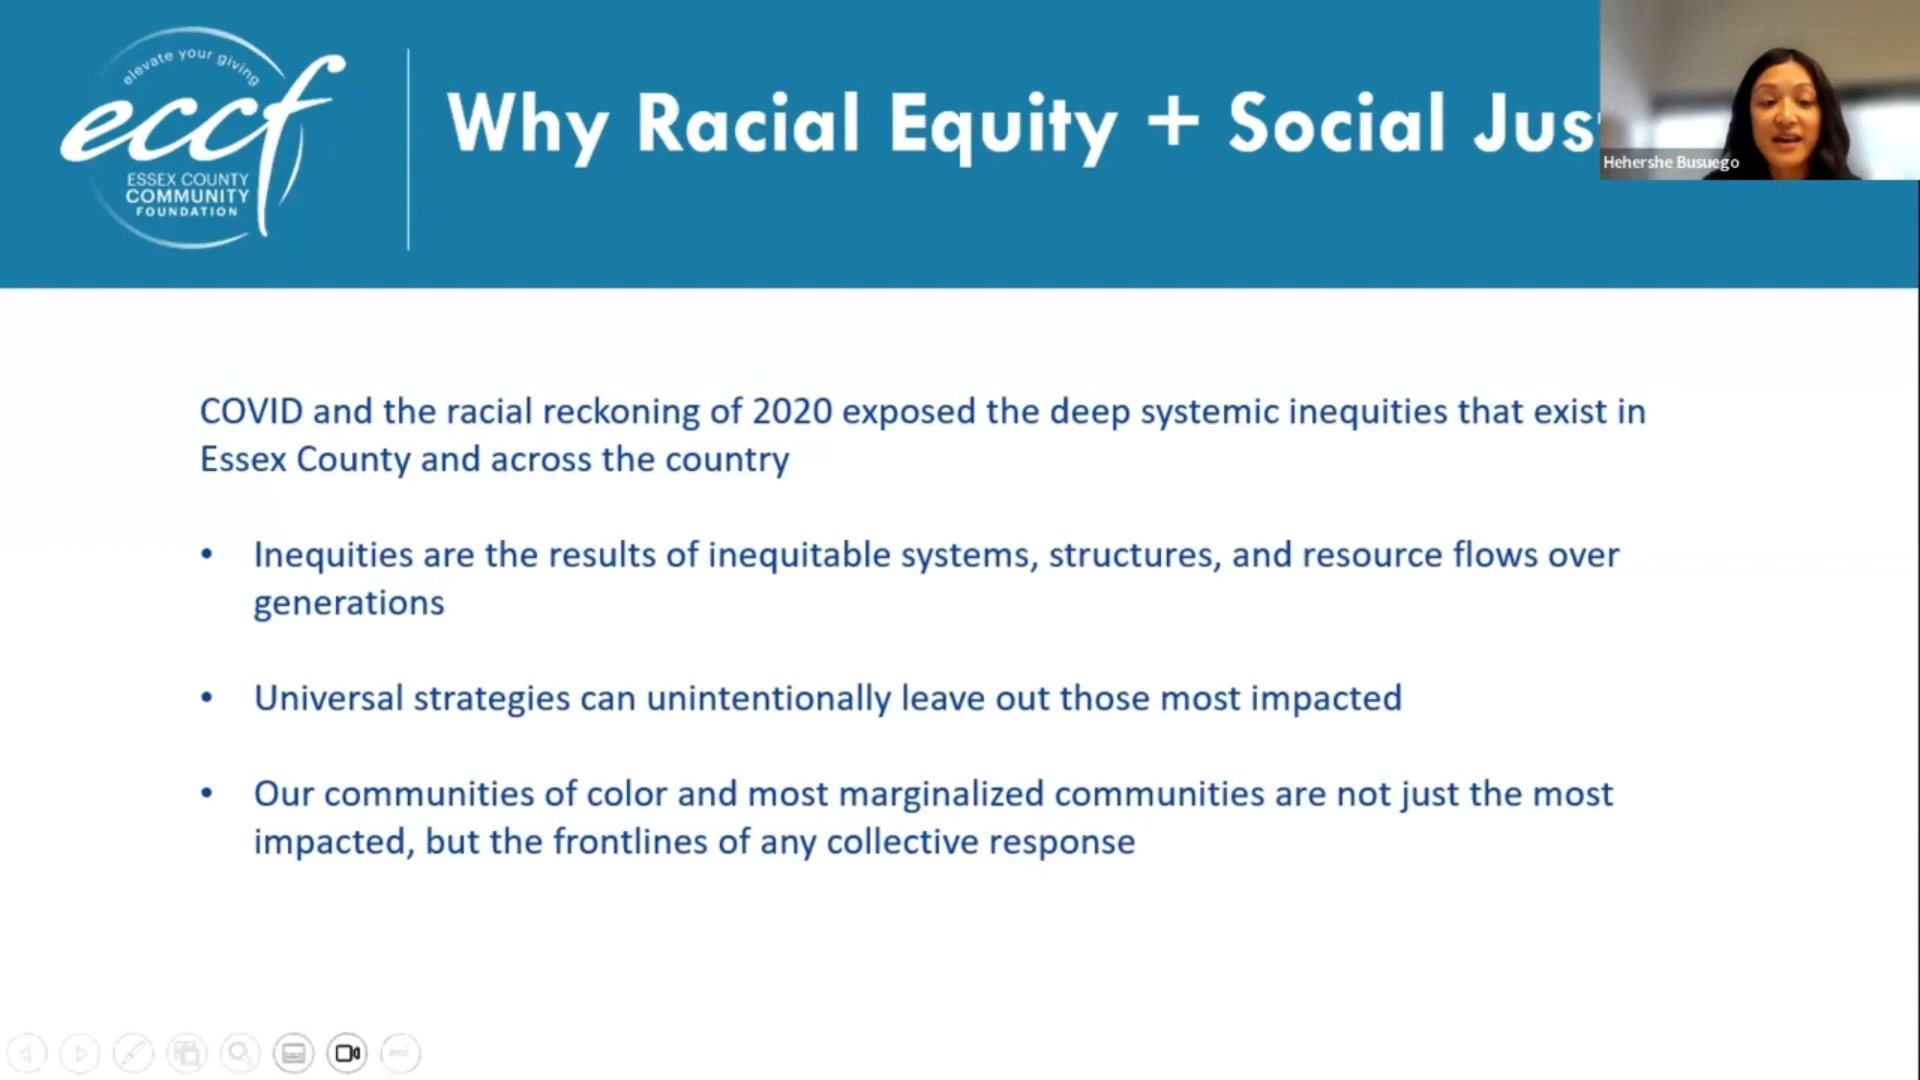 elevate your giving
eccf
ESSEX COUNTY
COMMUNITY
FOUNDATION
Why Racial Equity + Social Jus
Hehershe Busuego
COVID and the racial reckoning of 2020 exposed the deep systemic inequities that exist in
Essex County and across the country
• Inequities are the results of inequitable systems, structures, and resource flows over
generations
• Universal strategies can unintentionally leave out those most impacted
• Our communities of color and most marginalized communities are not just the most
impacted, but the frontlines of any collective response